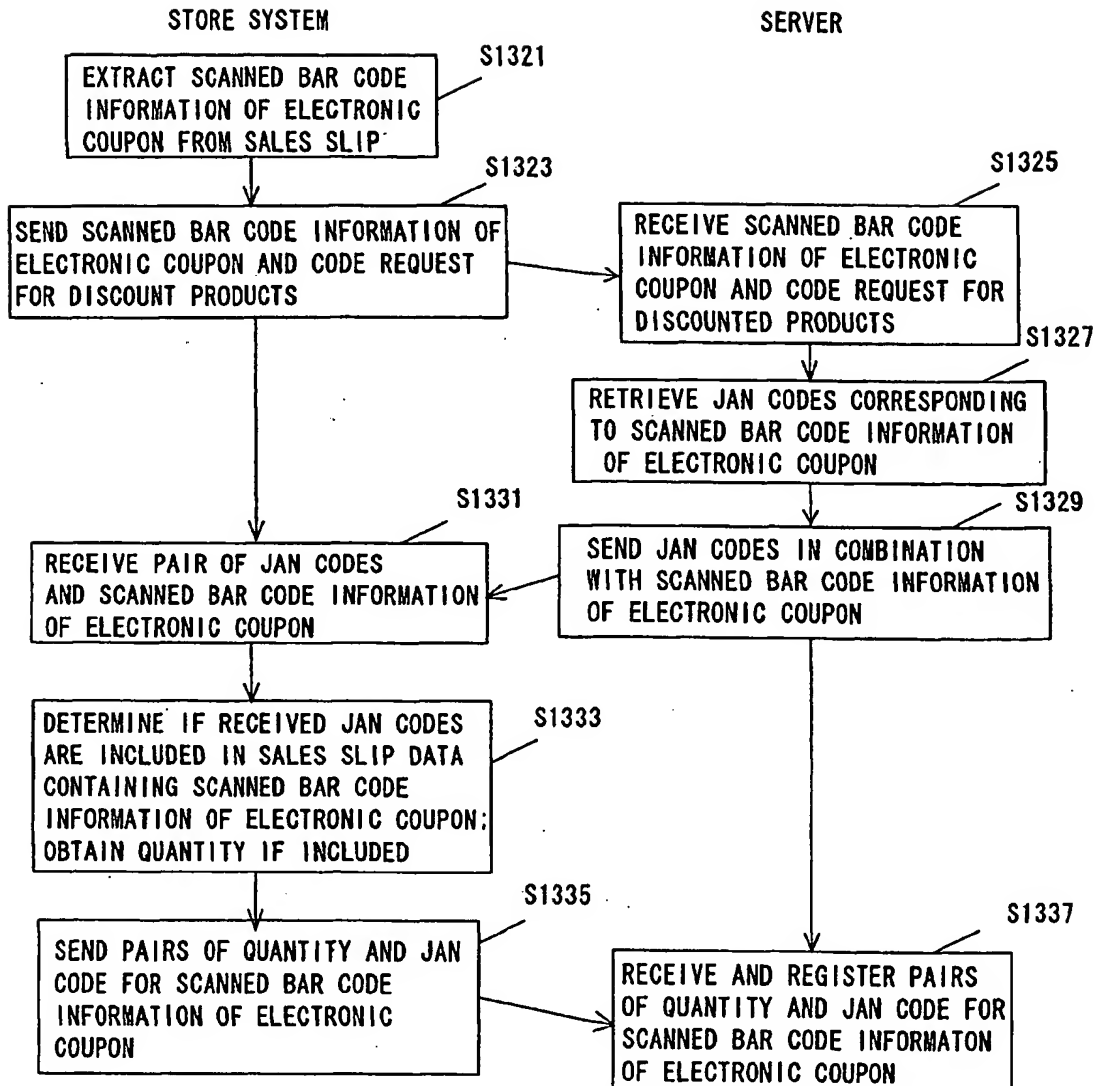 STORE SYSTEM
SERVER
S1321
EXTRACT SCANNED BAR CODE
INFORMATION OF ELECTRONIC
COUPON FROM SALES SLIP
S1323
SEND SCANNED BAR CODE INFORMATION OF
ELECTRONIC COUPON AND CODE REQUEST
FOR DISCOUNT PRODUCTS
S1325
RECEIVE SCANNED BAR CODE
INFORMATION OF ELECTRONIC
COUPON AND CODE REQUEST FOR
DISCOUNTED PRODUCTS
S1327
RETRIEVE JAN CODES CORRESPONDING
TO SCANNED BAR CODE INFORMATION
OF ELECTRONIC COUPON
S1329
SEND JAN CODES IN COMBINATION
WITH SCANNED BAR CODE INFORMATION
OF ELECTRONIC COUPON
S1331
RECEIVE PAIR OF JAN CODES
AND SCANNED BAR CODE INFORMATION
OF ELECTRONIC COUPON
S1333
DETERMINE IF RECEIVED JAN CODES
ARE INCLUDED IN SALES SLIP DATA
CONTAINING SCANNED BAR CODE
INFORMATION OF ELECTRONIC COUPON;
OBTAIN QUANTITY IF INCLUDED
S1335
SEND PAIRS OF QUANTITY AND JAN
CODE FOR SCANNED BAR CODE
INFORMATION OF ELECTRONIC
COUPON
S1337
RECEIVE AND REGISTER PAIRS
OF QUANTITY AND JAN CODE FOR
SCANNED BAR CODE INFORMATON
OF ELECTRONIC COUPON